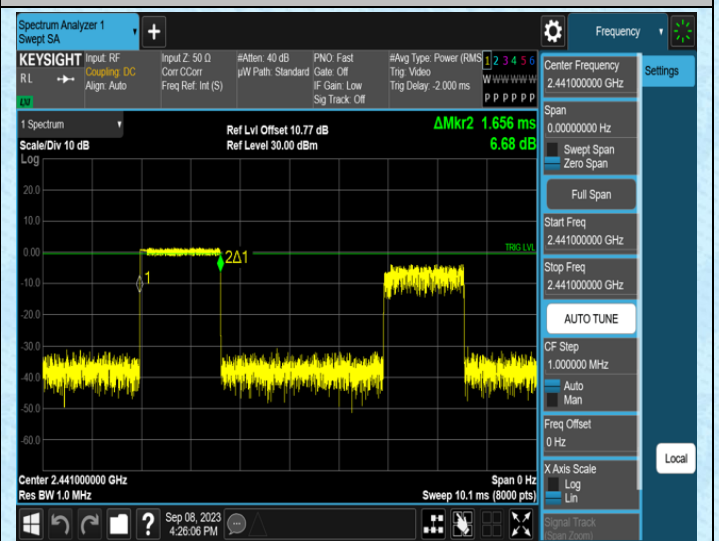 Spectrum Analyzer 1
Swept SA
+
Frequency
KEYSIGHT
RL
LXI
Input: RF
Coupling: DC
Align: Auto
Input Z: 50 Ω
Corr CCorr
Freq Ref: Int (S)
#Atten: 40 dB
µW Path: Standard
PNO: Fast
Gate: Off
IF Gain: Low
Sig Track: Off
#Avg Type: Power (RMS
Trig: Video
Trig Delay: -2.000 ms
1 2 3 4 5 6
W W W W W W
P P P P P P
1 Spectrum
Scale/Div 10 dB
Log
Ref Lvl Offset 10.77 dB
Ref Level 30.00 dBm
ΔMkr2 1.656 ms
6.68 dB
20.0
10.0
0.00
-10.0
-20.0
-30.0
-40.0
-50.0
-60.0
TRIG LVL
2Δ1
1
Center 2.441000000 GHz
Res BW 1.0 MHz
Span 0 Hz
Sweep 10.1 ms (8000 pts)
?
Sep 08, 2023
4:26:06 PM
Center Frequency
2.441000000 GHz
Settings
Span
0.00000000 Hz
Swept Span
Zero Span
Full Span
Start Freq
2.441000000 GHz
Stop Freq
2.441000000 GHz
AUTO TUNE
CF Step
1.000000 MHz
Auto
Man
Freq Offset
0 Hz
X Axis Scale
Log
Lin
Local
Signal Track
(Span Zoom)